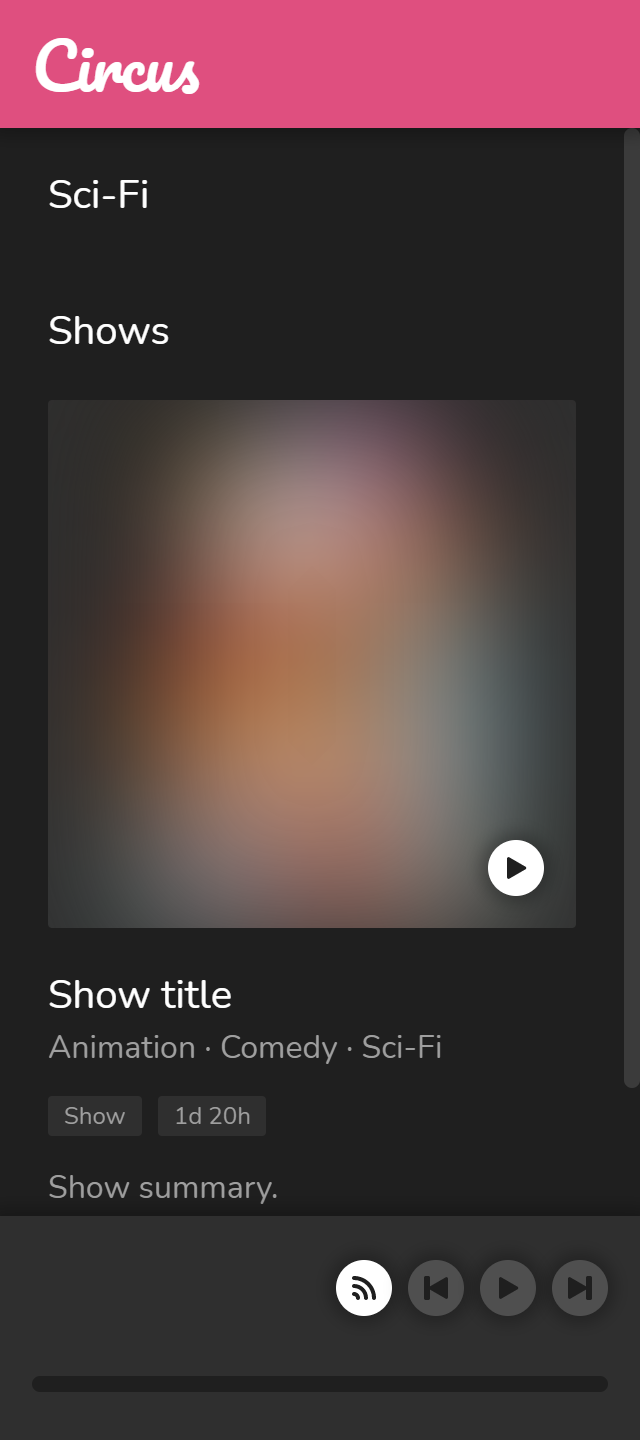 Circus
Sci-Fi
Shows
Show title
Animation · Comedy · Sci-Fi
Show 1d 20h
Show summary.